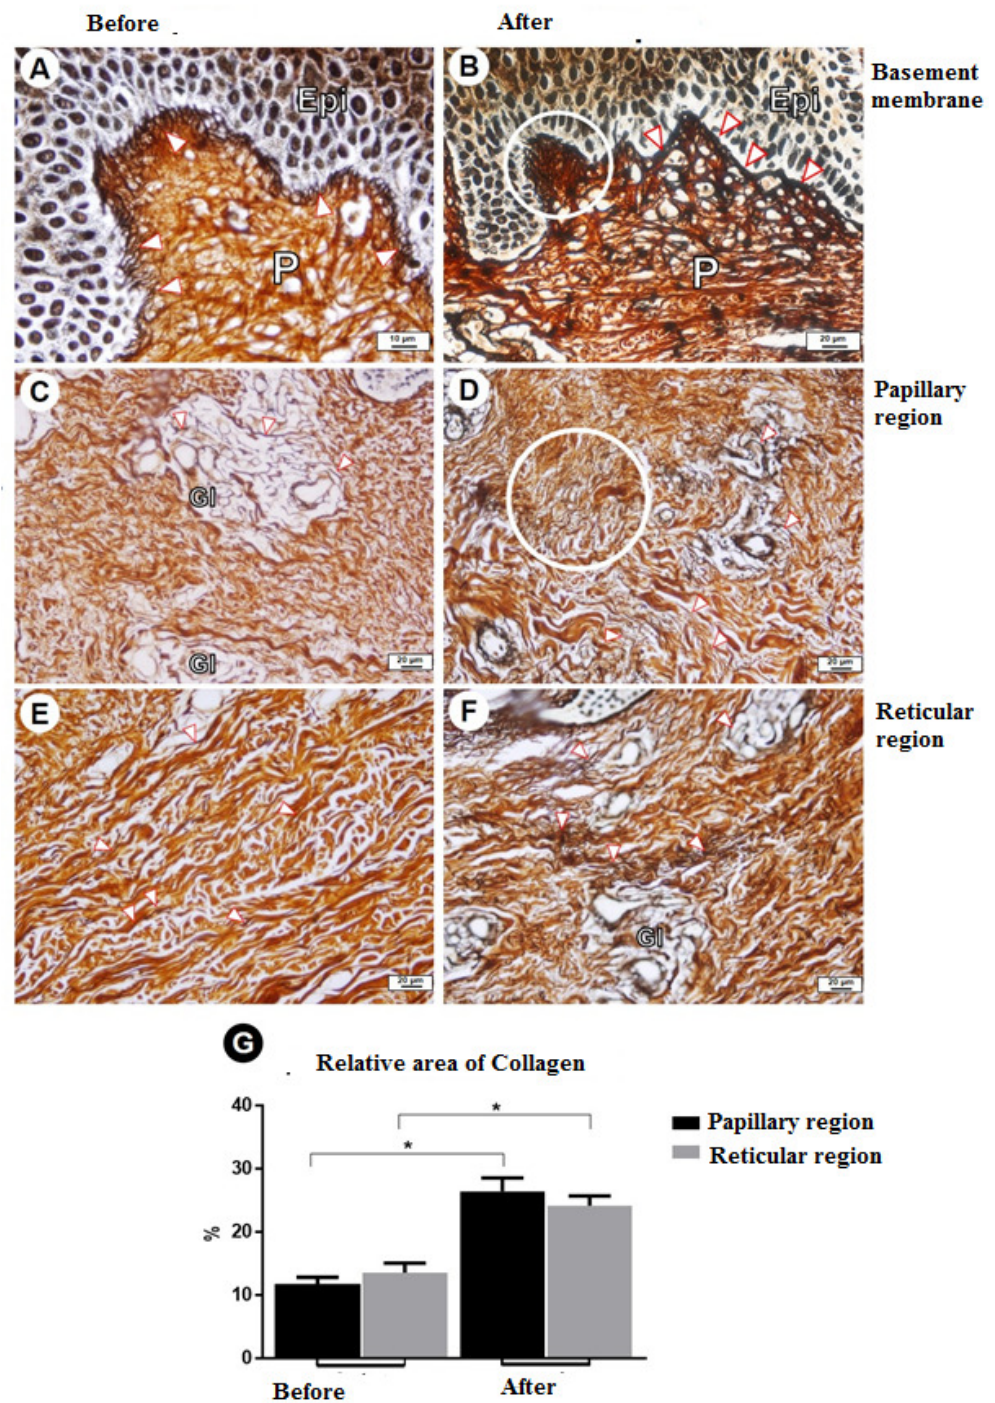 Before
After
A
Epi
P
10 µm
B
Epi
P
20 µm
Basement
membrane
C
Gl
Gl
20 µm
D
20 µm
Papillary
region
E
20 µm
F
Gl
20 µm
Reticular
region
G
Relative area of Collagen
*
*
Papillary region
Reticular region
%
40
30
20
10
0
Before
After